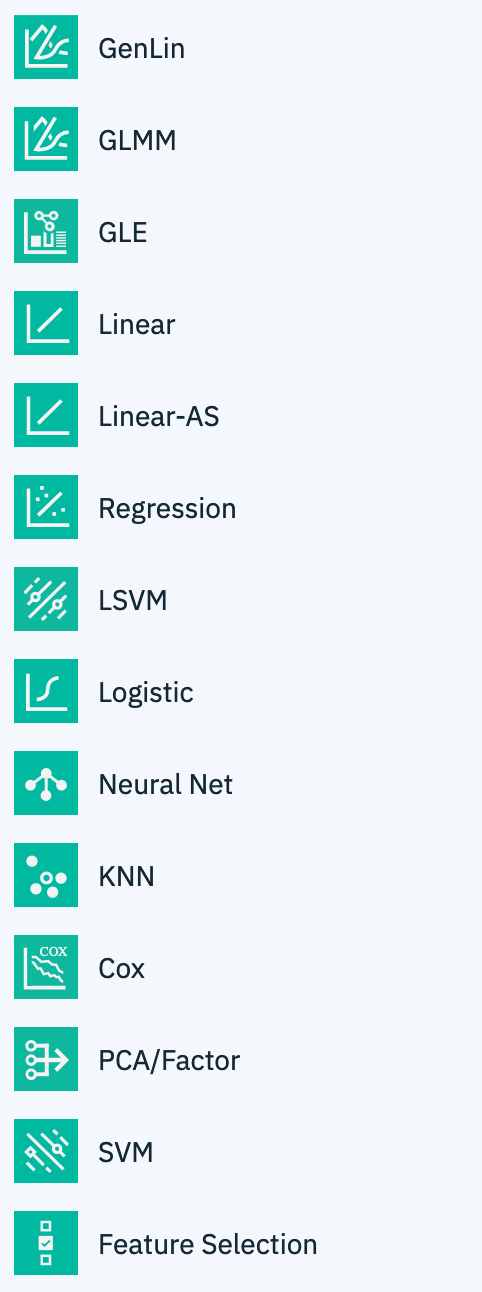 GenLin
GLMM
GLE
Linear
Linear-AS
Regression
LSVM
Logistic
Neural Net
KNN
COX
Cox
PCA/Factor
SVM
Feature Selection